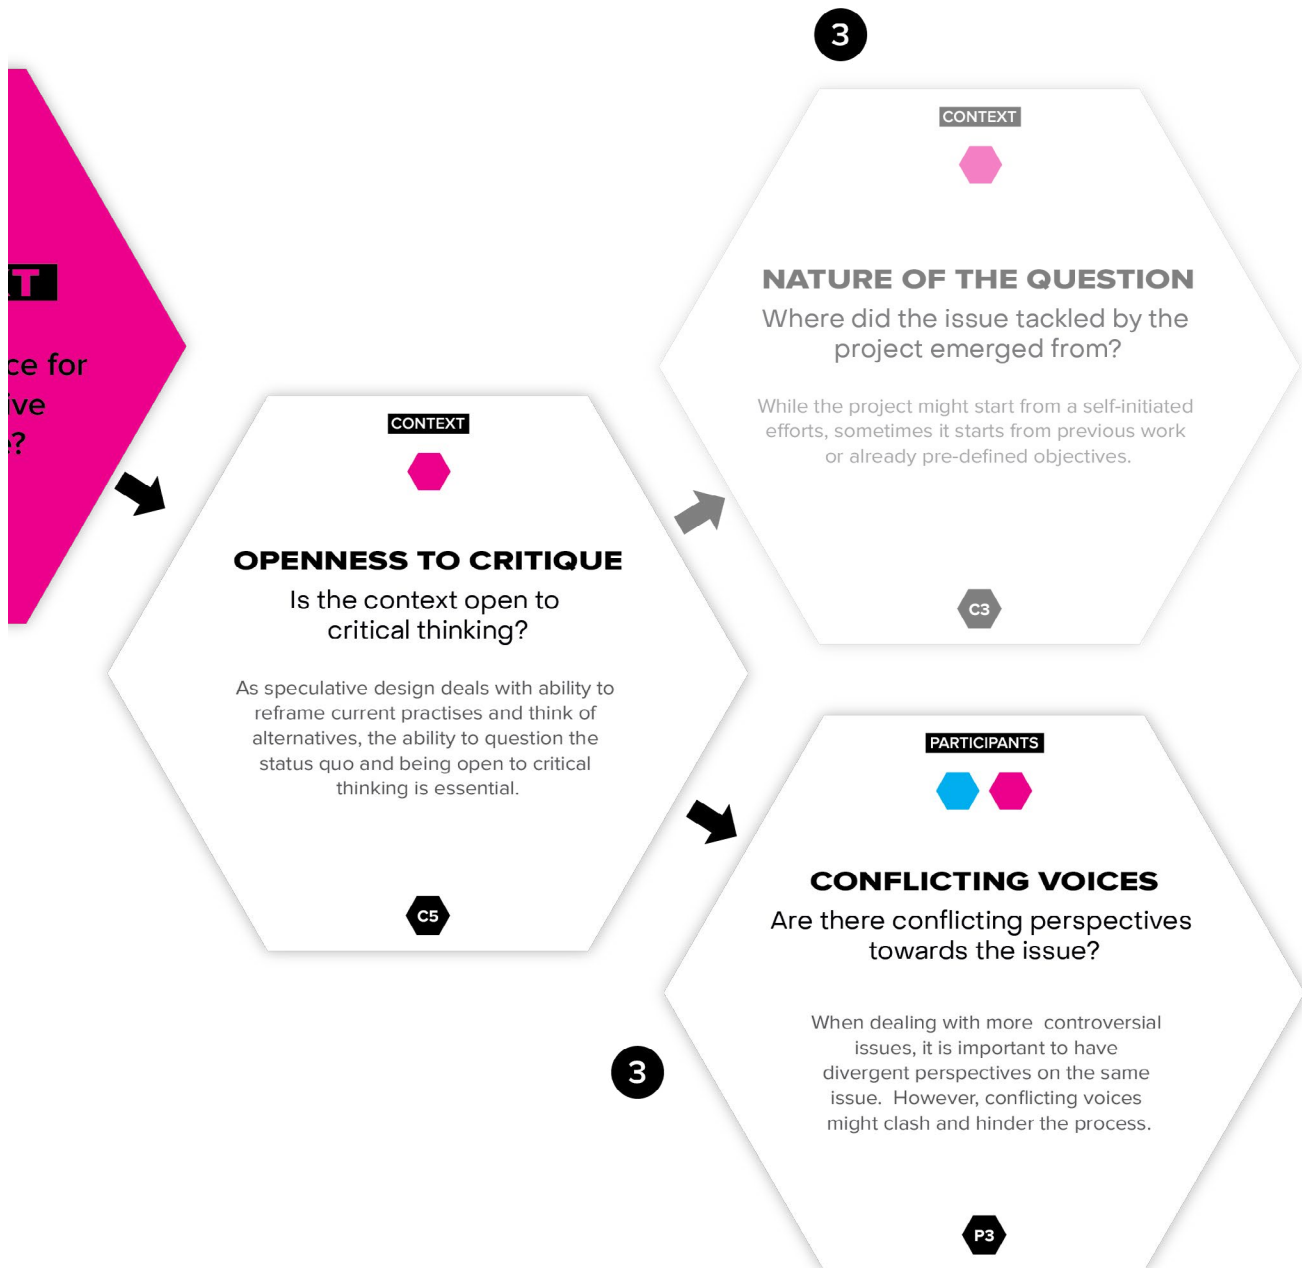 3
CONTEXT
NATURE OF THE QUESTION
Where did the issue tackled by the
project emerged from?
While the project might start from a self-initiated
efforts, sometimes it starts from previous work
or already pre-defined objectives.
C3
T
ce for
ive
?
CONTEXT
OPENNESS TO CRITIQUE
Is the context open to
critical thinking?
As speculative design deals with ability to
reframe current practises and think of
alternatives, the ability to question the
status quo and being open to critical
thinking is essential.
C5
3
PARTICIPANTS
CONFLICTING VOICES
Are there conflicting perspectives
towards the issue?
When dealing with more  controversial
issues, it is important to have
divergent perspectives on the same
issue.  However, conflicting voices
might clash and hinder the process.
P3